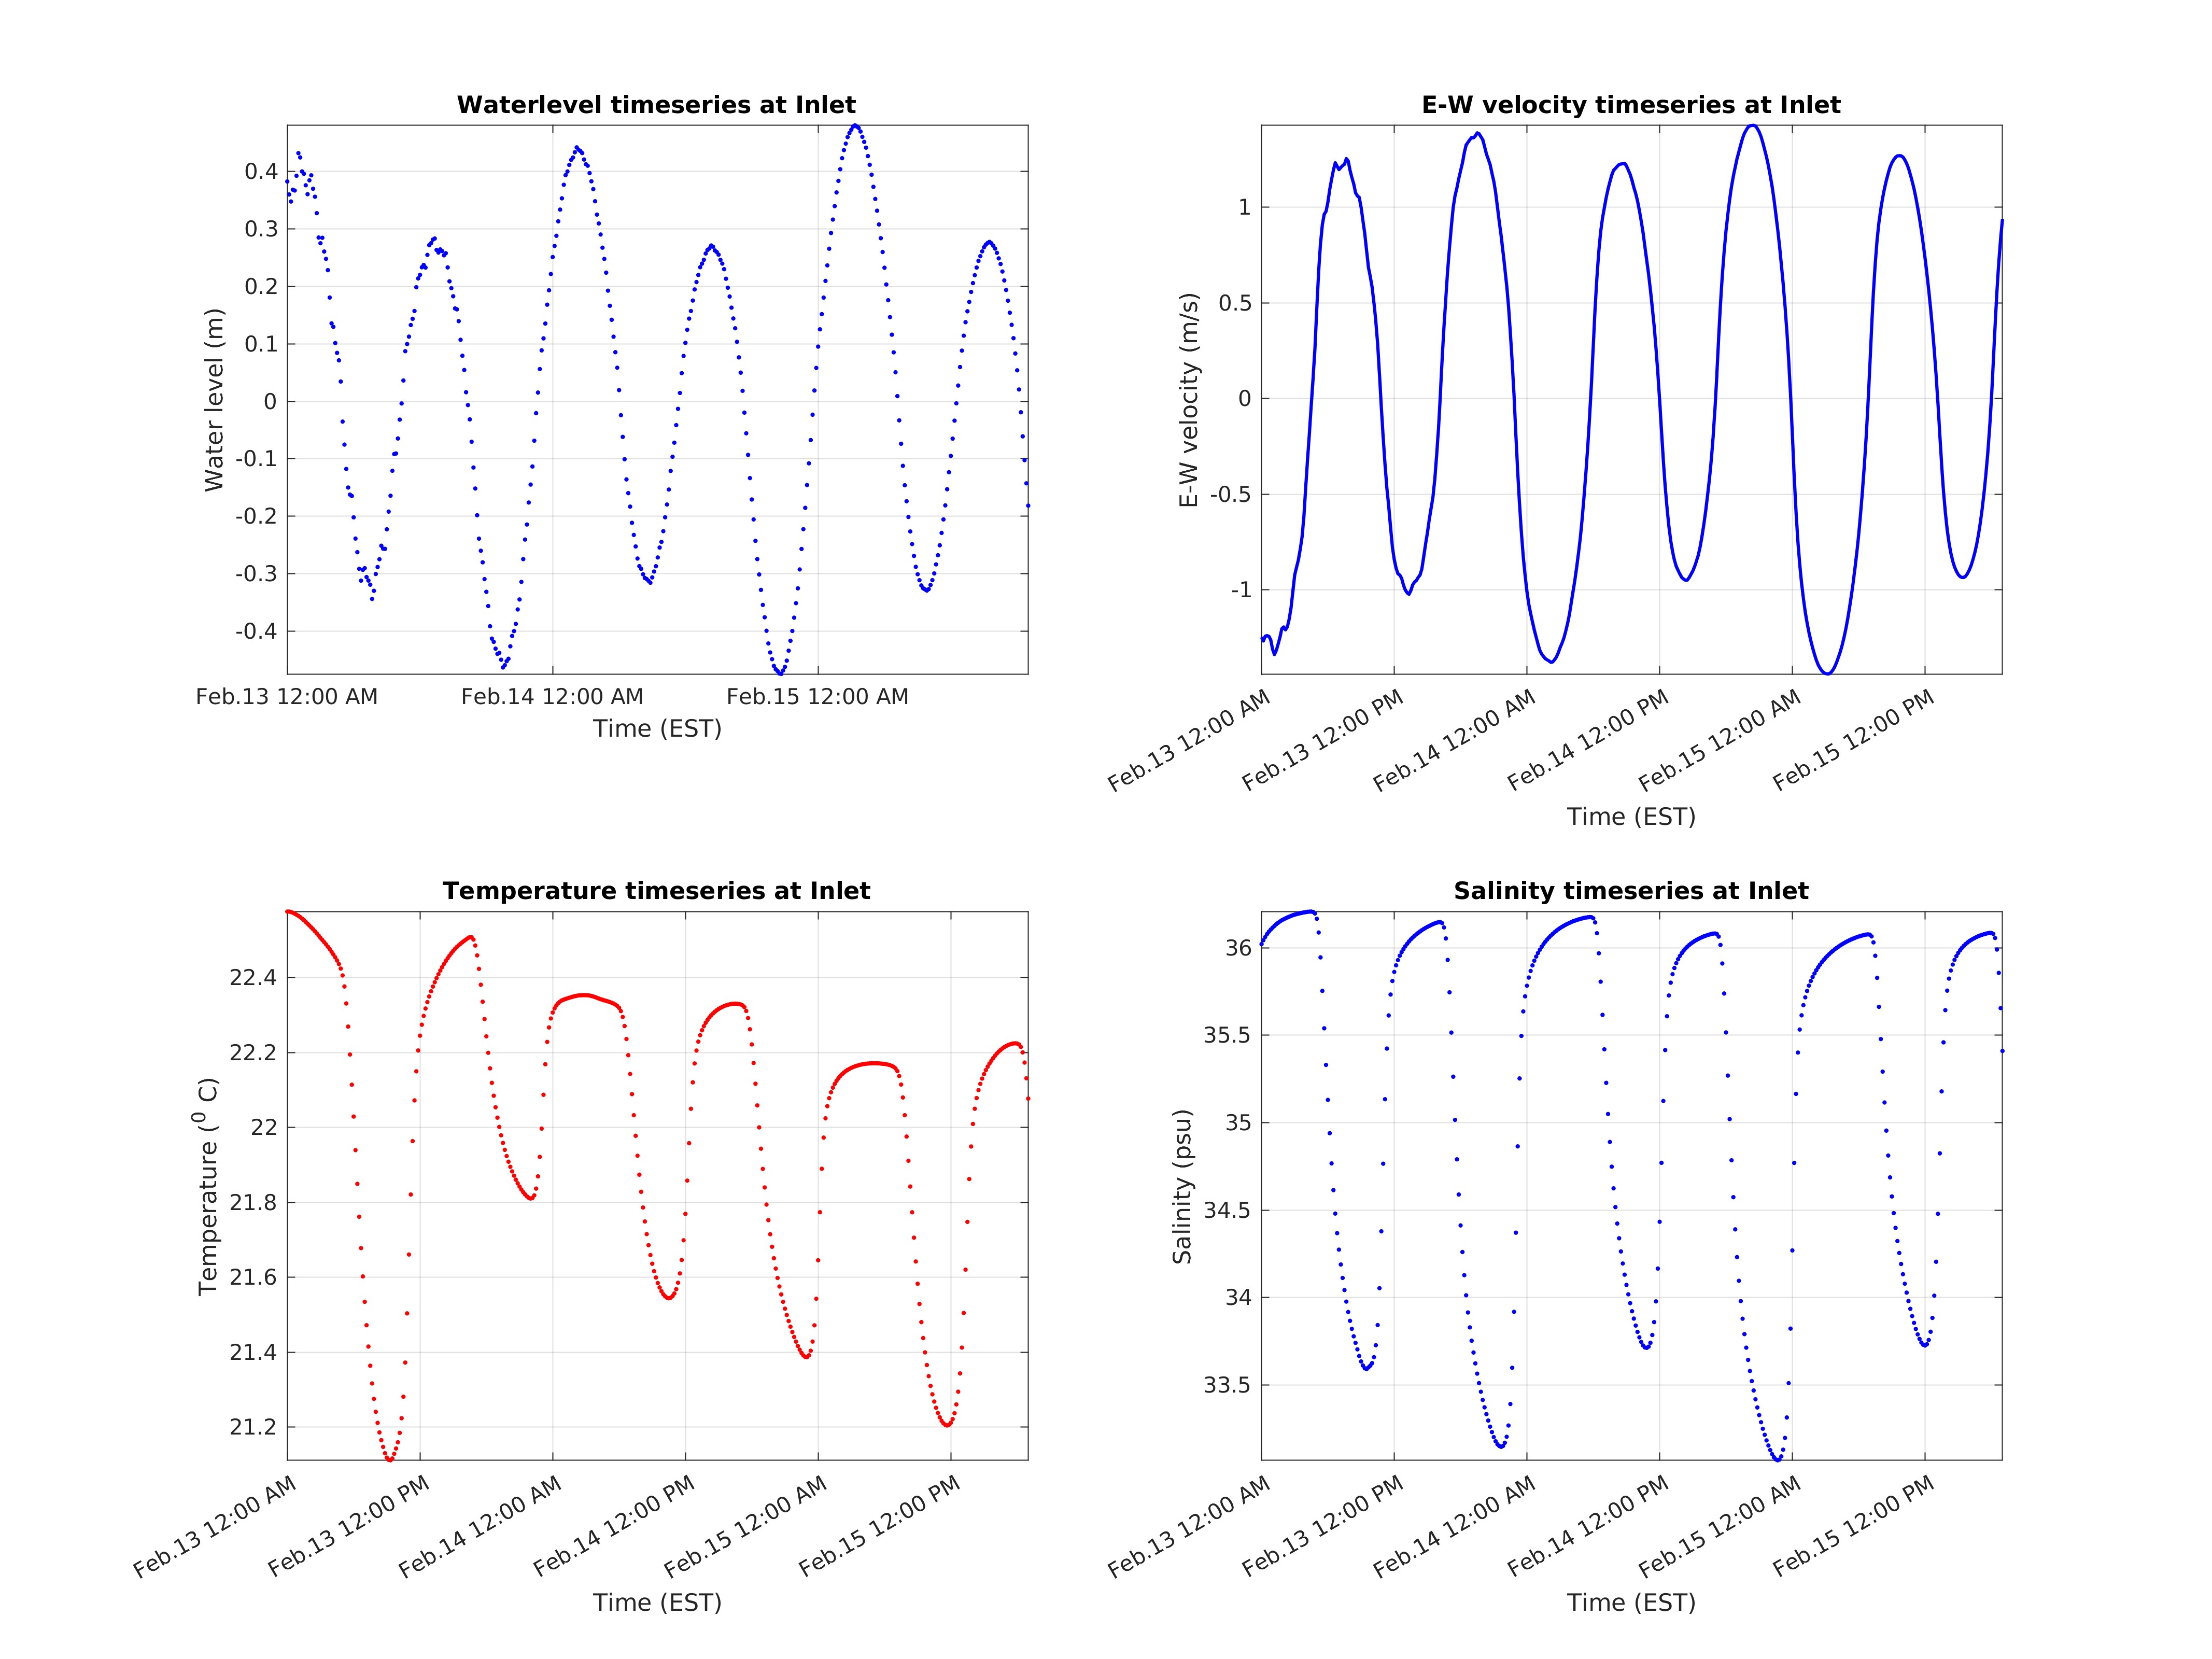 Waterlevel timeseries at Inlet
0.4
0.3
0.2
0.1
0
-0.1
-0.2
-0.3
-0.4
Water level (m)
Feb.13 12:00 AM Feb.14 12:00 AM Feb.15 12:00 AM
Time (EST)
E-W velocity timeseries at Inlet
1
0.5
0
-0.5
-1
E-W velocity (m/s)
Feb.13 12:00 AM
Feb.13 12:00 PM
Feb.14 12:00 AM
Feb.14 12:00 PM
Feb.15 12:00 AM
Feb.15 12:00 PM
Time (EST)
Temperature timeseries at Inlet
22.4
22.2
22
21.8
21.6
21.4
21.2
Temperature (⁰ C)
Feb.13 12:00 AM
Feb.13 12:00 PM
Feb.14 12:00 AM
Feb.14 12:00 PM
Feb.15 12:00 AM
Feb.15 12:00 PM
Time (EST)
Salinity timeseries at Inlet
36
35.5
35
34.5
34
33.5
Salinity (psu)
Feb.13 12:00 AM
Feb.13 12:00 PM
Feb.14 12:00 AM
Feb.14 12:00 PM
Feb.15 12:00 AM
Feb.15 12:00 PM
Time (EST)